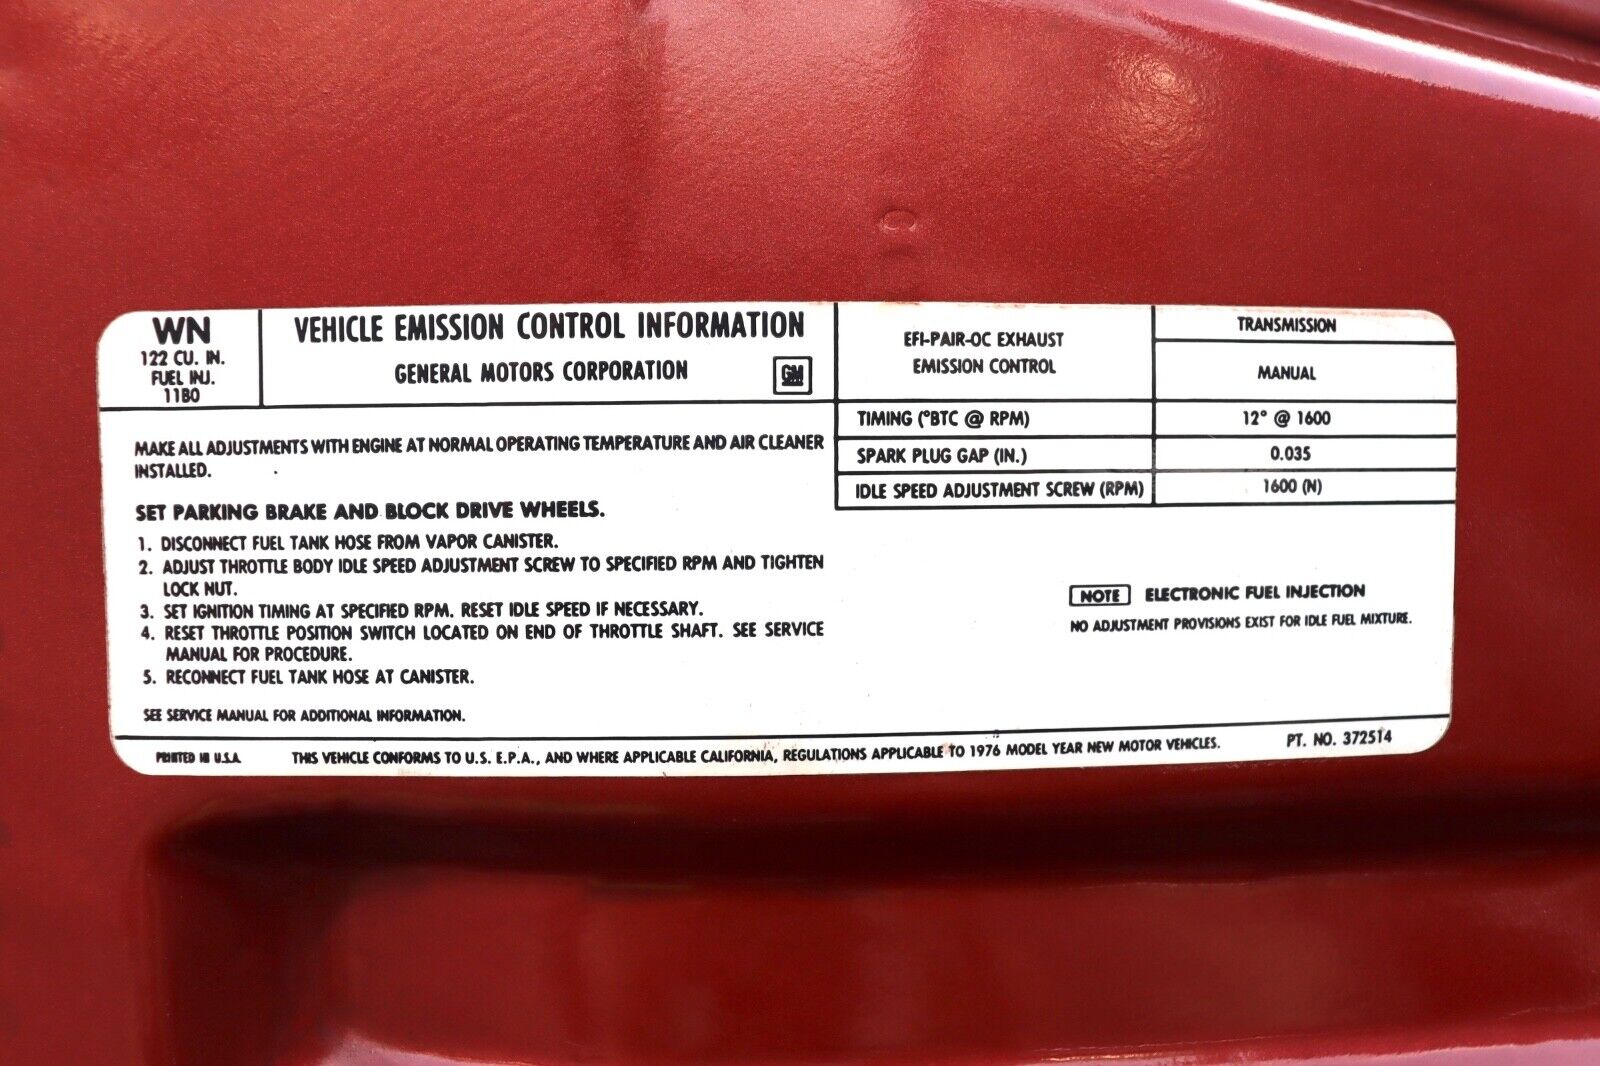 WN
122 CU. IN.
FUEL INJ.
11B0
VEHICLE EMISSION CONTROL INFORMATION
GENERAL MOTORS CORPORATION
GM
EFI-PAIR-OC EXHAUST
EMISSION CONTROL
TRANSMISSION
MANUAL
TIMING (°BTC @ RPM) 12° @ 1600
SPARK PLUG GAP (IN.) 0.035
IDLE SPEED ADJUSTMENT SCREW (RPM) 1600 (N)
MAKE ALL ADJUSTMENTS WITH ENGINE AT NORMAL OPERATING TEMPERATURE AND AIR CLEANER
INSTALLED.
SET PARKING BRAKE AND BLOCK DRIVE WHEELS.
1. DISCONNECT FUEL TANK HOSE FROM VAPOR CANISTER.
2. ADJUST THROTTLE BODY IDLE SPEED ADJUSTMENT SCREW TO SPECIFIED RPM AND TIGHTEN
LOCK NUT.
3. SET IGNITION TIMING AT SPECIFIED RPM. RESET IDLE SPEED IF NECESSARY.
4. RESET THROTTLE POSITION SWITCH LOCATED ON END OF THROTTLE SHAFT. SEE SERVICE
MANUAL FOR PROCEDURE.
5. RECONNECT FUEL TANK HOSE AT CANISTER.
SEE SERVICE MANUAL FOR ADDITIONAL INFORMATION.
NOTE ELECTRONIC FUEL INJECTION
NO ADJUSTMENT PROVISIONS EXIST FOR IDLE FUEL MIXTURE.
PRINTED IN U.S.A. THIS VEHICLE CONFORMS TO U.S. E.P.A., AND WHERE APPLICABLE CALIFORNIA, REGULATIONS APPLICABLE TO 1976 MODEL YEAR NEW MOTOR VEHICLES. PT. NO. 372514